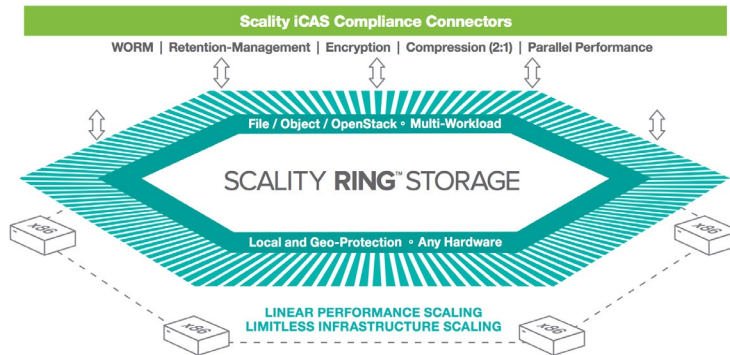 Scality iCAS Compliance Connectors
WORM | Retention-Management | Encryption | Compression (2:1) | Parallel Performance
File / Object / OpenStack ∘ Multi-Workload
SCALITY RING™ STORAGE
Local and Geo-Protection ∘ Any Hardware
x86
x86
x86
x86
LINEAR PERFORMANCE SCALING
LIMITLESS INFRASTRUCTURE SCALING